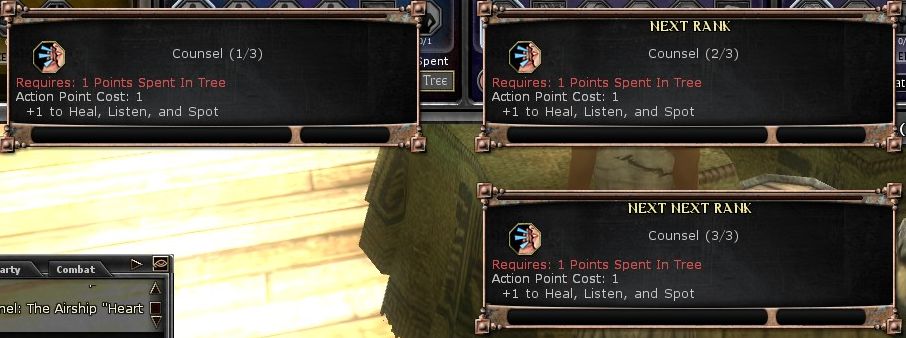 Counsel (1/3)
Requires: 1 Points Spent In Tree
Action Point Cost: 1
+1 to Heal, Listen, and Spot
0/1
Spent
Tree
NEXT RANK
Counsel (2/3)
Requires: 1 Points Spent In Tree
Action Point Cost: 1
+1 to Heal, Listen, and Spot
NEXT NEXT RANK
Counsel (3/3)
Requires: 1 Points Spent In Tree
Action Point Cost: 1
+1 to Heal, Listen, and Spot
arty
Combat
nel: The Airship "Heart